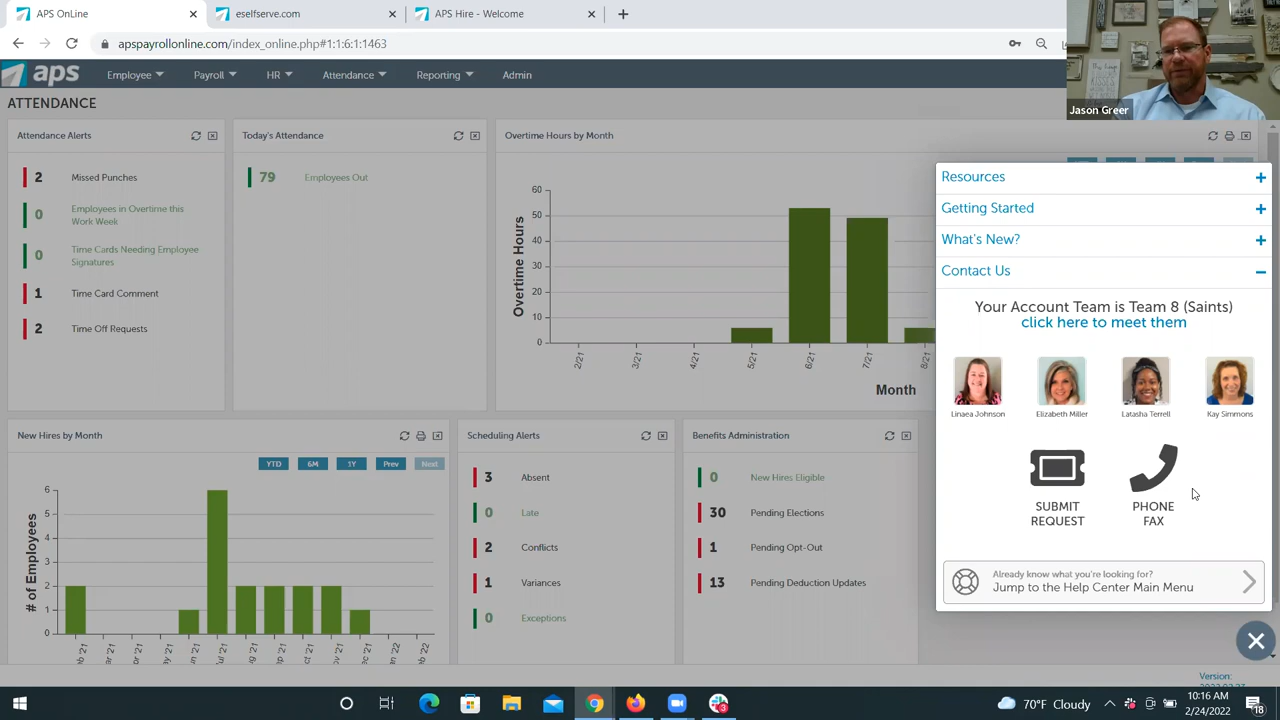 APS OnLine
eselfserve.com
APS Hire - Welcome
apspayrollonline.com/index_online.php#1:1:6:1:1463
Jason Greer
aps
Employee
Payroll
HR
Attendance
Reporting
Admin
ATTENDANCE
Attendance Alerts
2 Missed Punches
0 Employees in Overtime this
Work Week
0 Time Cards Needing Employee
Signatures
1 Time Card Comment
2 Time Off Requests
Today's Attendance
79 Employees Out
Overtime Hours by Month
Overtime Hours
60
50
40
30
20
10
0
2/21
3/21
4/21
5/21
6/21
7/21
8/21
Month
Resources
Getting Started
What's New?
Contact Us
Your Account Team is Team 8 (Saints)
click here to meet them
Linaea Johnson
Elizabeth Miller
Latasha Terrell
Kay Simmons
SUBMIT
REQUEST
PHONE
FAX
Already know what you're looking for?
Jump to the Help Center Main Menu
New Hires by Month
YTD
6M
1Y
Prev
Next
# of Employees
6
5
4
3
2
1
0
Scheduling Alerts
3 Absent
0 Late
2 Conflicts
1 Variances
0 Exceptions
Benefits Administration
0 New Hires Eligible
30 Pending Elections
1 Pending Opt-Out
13 Pending Deduction Updates
Version:
3
70°F Cloudy
10:16 AM
2/24/2022
18